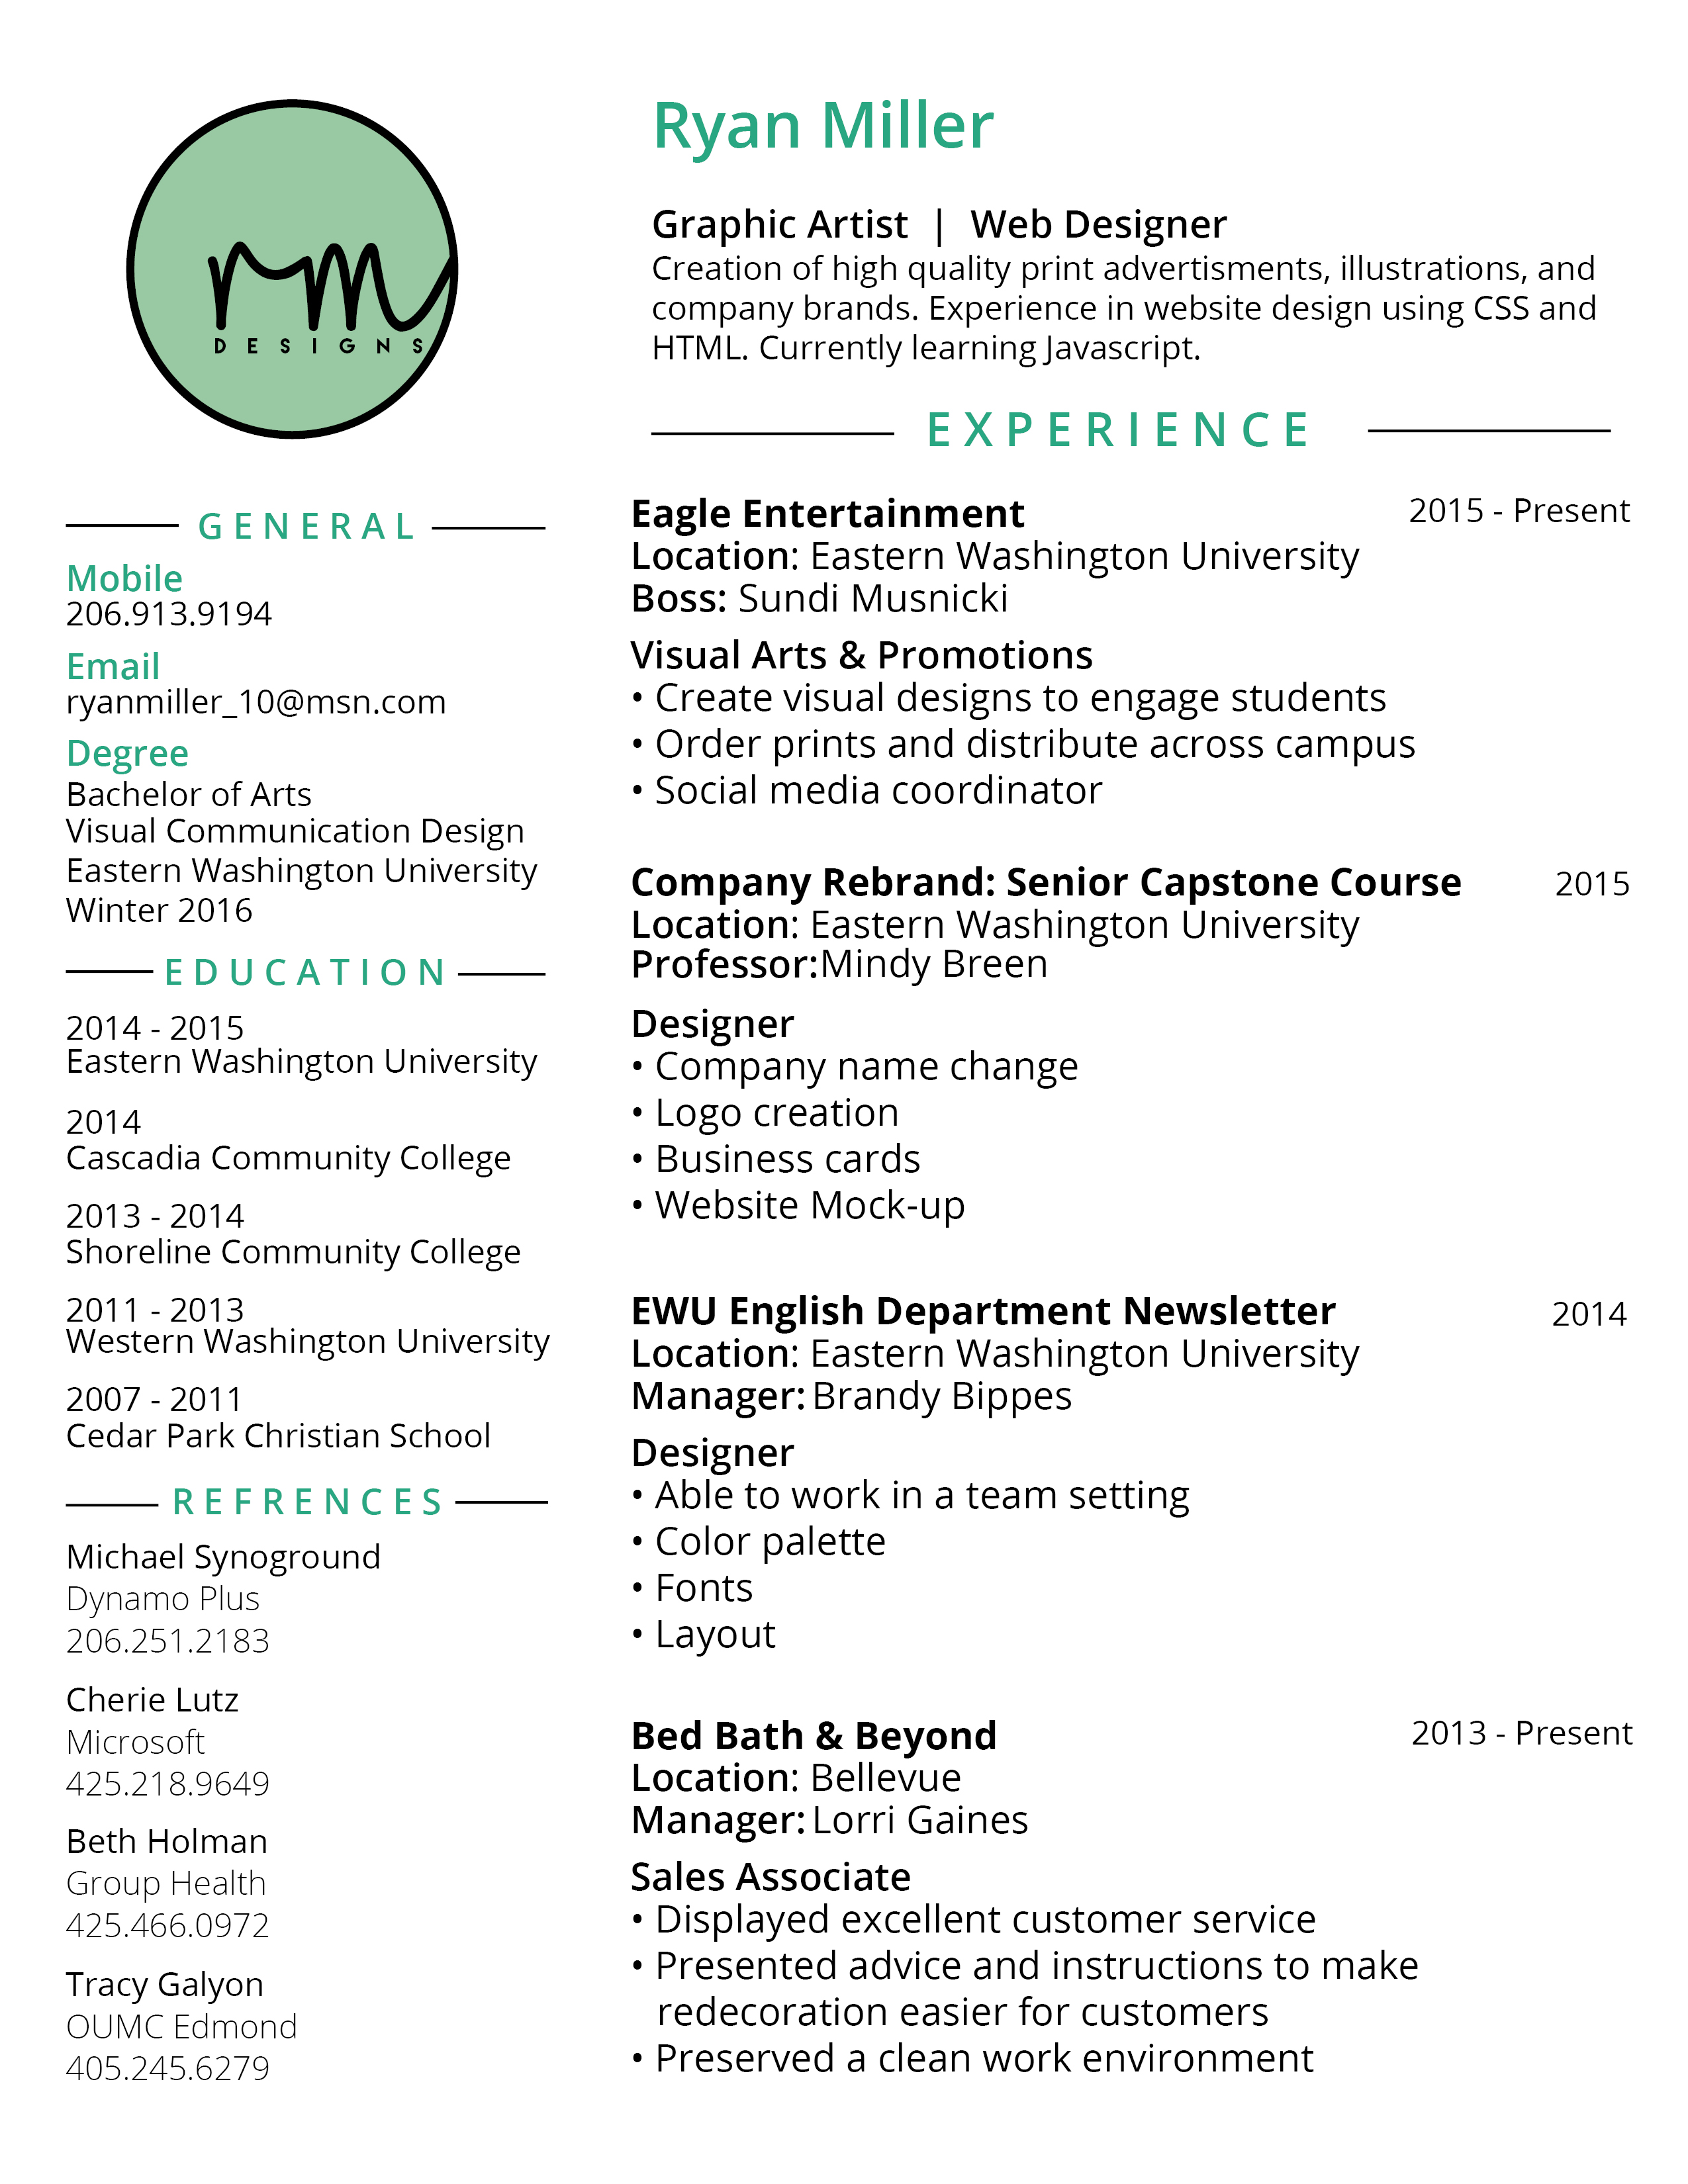 rm
DESIGNS
GENERAL
Mobile
206.913.9194
Email
ryanmiller_10@msn.com
Degree
Bachelor of Arts
Visual Communication Design
Eastern Washington University
Winter 2016
EDUCATION
2014 - 2015
Eastern Washington University
2014
Cascadia Community College
2013 - 2014
Shoreline Community College
2011 - 2013
Western Washington University
2007 - 2011
Cedar Park Christian School
REFRENCES
Michael Synoground
Dynamo Plus
206.251.2183
Cherie Lutz
Microsoft
425.218.9649
Beth Holman
Group Health
425.466.0972
Tracy Galyon
OUMC Edmond
405.245.6279
Ryan Miller
Graphic Artist | Web Designer
Creation of high quality print advertisments, illustrations, and
company brands. Experience in website design using CSS and
HTML. Currently learning Javascript.
EXPERIENCE
Eagle Entertainment 2015 - Present
Location: Eastern Washington University
Boss: Sundi Musnicki
Visual Arts & Promotions
• Create visual designs to engage students
• Order prints and distribute across campus
• Social media coordinator
Company Rebrand: Senior Capstone Course 2015
Location: Eastern Washington University
Professor:Mindy Breen
Designer
• Company name change
• Logo creation
• Business cards
• Website Mock-up
EWU English Department Newsletter 2014
Location: Eastern Washington University
Manager: Brandy Bippes
Designer
• Able to work in a team setting
• Color palette
• Fonts
• Layout
Bed Bath & Beyond 2013 - Present
Location: Bellevue
Manager: Lorri Gaines
Sales Associate
• Displayed excellent customer service
• Presented advice and instructions to make
redecoration easier for customers
• Preserved a clean work environment